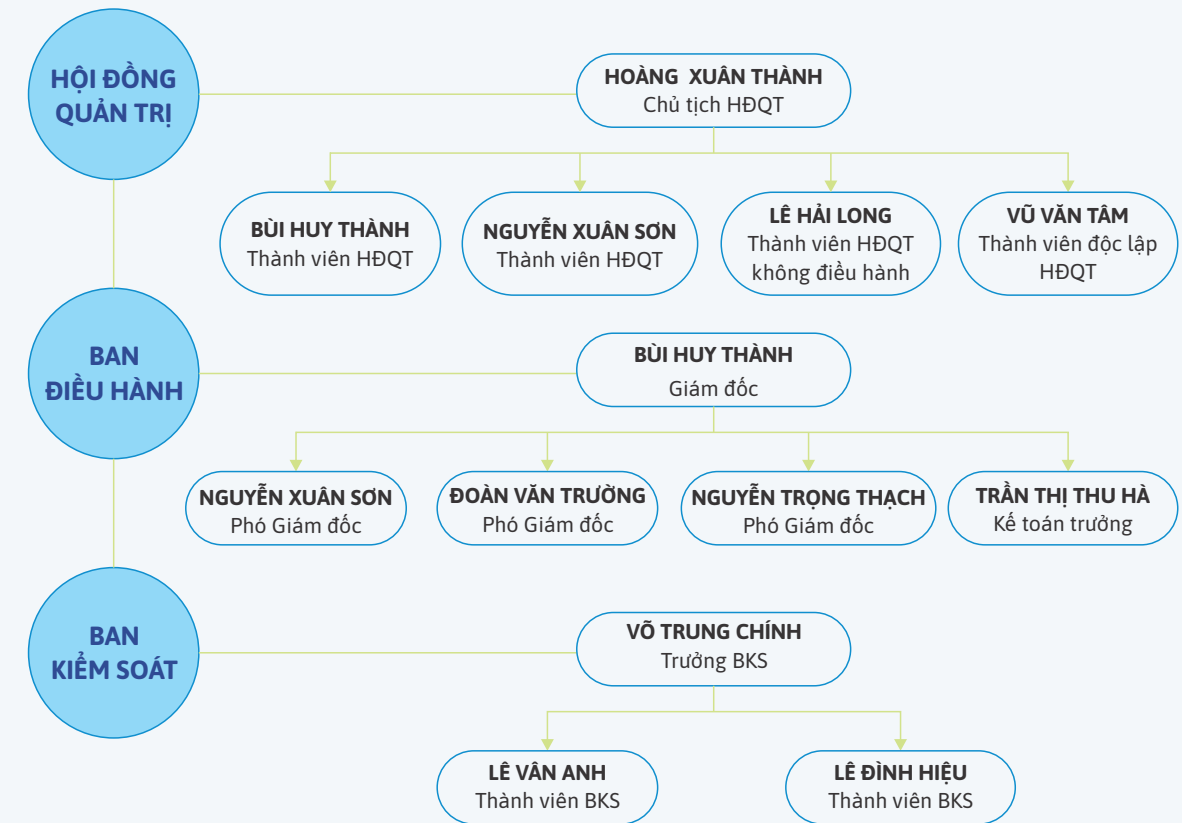 HỘI ĐỒNG
QUẢN TRỊ
HOÀNG XUÂN THÀNH
Chủ tịch HĐQT
BÙI HUY THÀNH
Thành viên HĐQT
NGUYỄN XUÂN SƠN
Thành viên HĐQT
LÊ HẢI LONG
Thành viên HĐQT
không điều hành
VŨ VĂN TÂM
Thành viên độc lập
HĐQT
BAN
ĐIỀU HÀNH
BÙI HUY THÀNH
Giám đốc
NGUYỄN XUÂN SƠN
Phó Giám đốc
ĐOÀN VĂN TRƯỜNG
Phó Giám đốc
NGUYỄN TRỌNG THẠCH
Phó Giám đốc
TRẦN THỊ THU HÀ
Kế toán trưởng
BAN
KIỂM SOÁT
VÕ TRUNG CHÍNH
Trưởng BKS
LÊ VÂN ANH
Thành viên BKS
LÊ ĐÌNH HIỆU
Thành viên BKS